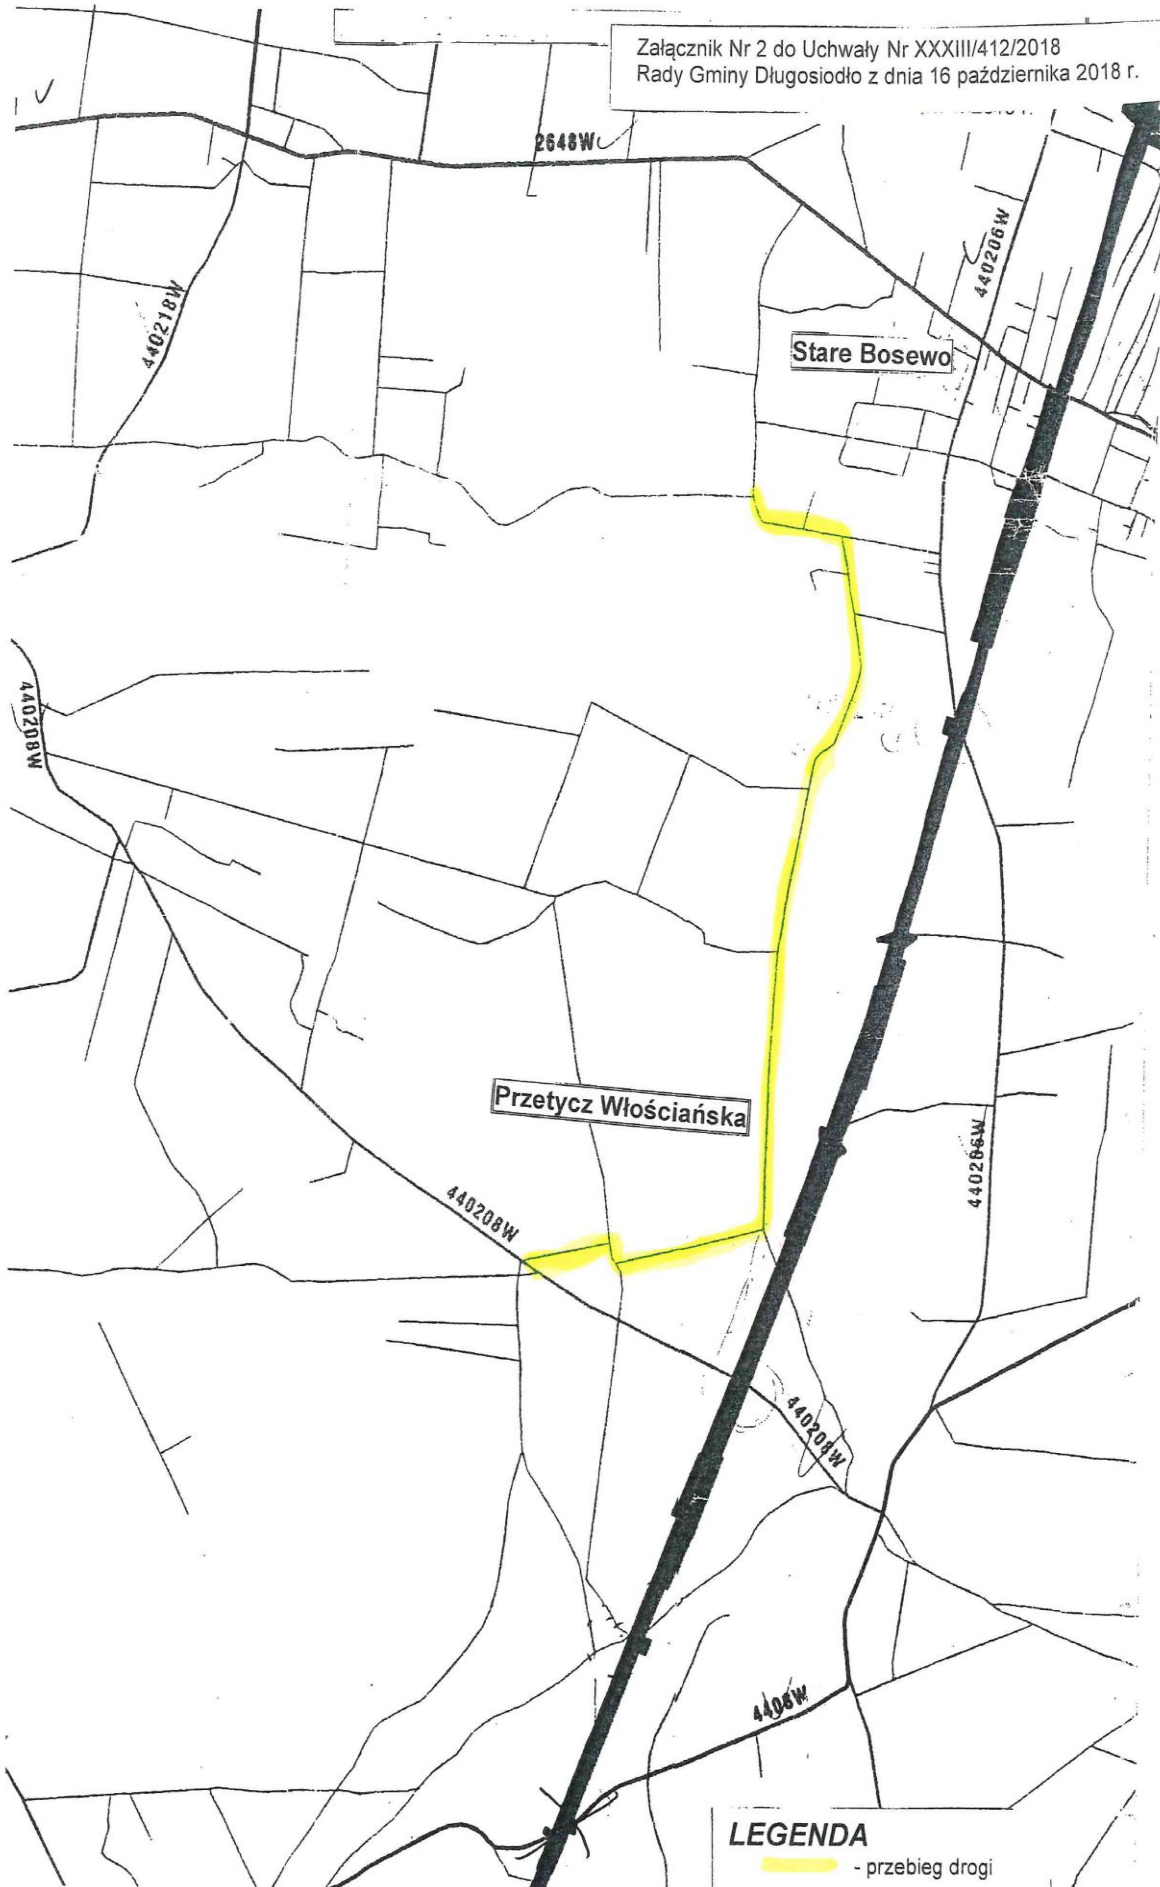 Załącznik Nr 2 do Uchwały Nr XXXIII/412/2018
Rady Gminy Długosiodło z dnia 16 października 2018 r.
2648W
440206W
440218W
Stare Bosewo
440208W
Przetycz Włościańska
440206W
440208W
440208W
4406W
LEGENDA
- przebieg drogi